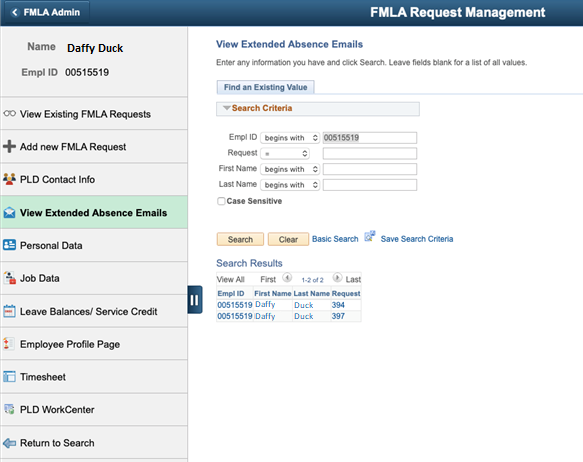 FMLA Admin
FMLA Request Management
Name Daffy Duck
Empl ID 00515519
View Existing FMLA Requests
Add new FMLA Request
PLD Contact Info
View Extended Absence Emails
Personal Data
Job Data
Leave Balances/ Service Credit
Employee Profile Page
Timesheet
PLD WorkCenter
Return to Search
View Extended Absence Emails
Enter any information you have and click Search. Leave fields blank for a list of all values.
Find an Existing Value
Search Criteria
Empl ID begins with 00515519
Request =
First Name begins with
Last Name begins with
Case Sensitive
Search Clear Basic Search Save Search Criteria
Search Results
View All First 1-2 of 2 Last
Empl ID First Name Last Name Request
00515519 Daffy Duck 394
00515519 Daffy Duck 397